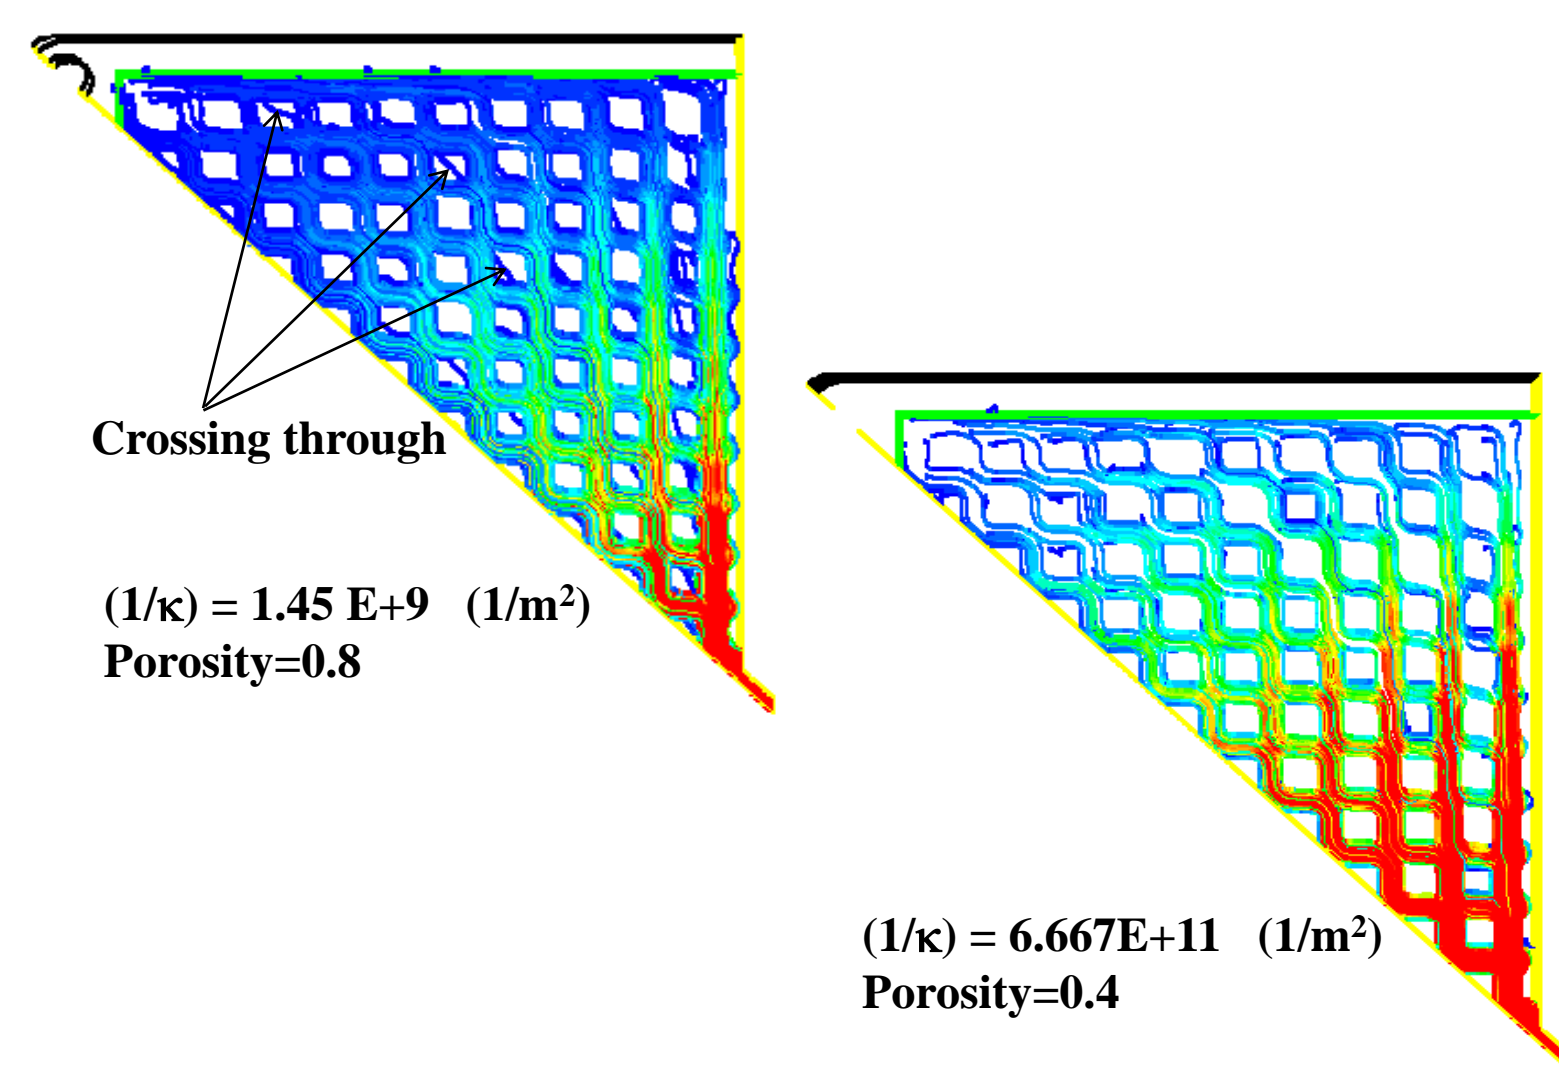 Crossing through
(1/κ) = 1.45 E+9 (1/m²)
Porosity=0.8
(1/κ) = 6.667E+11 (1/m²)
Porosity=0.4